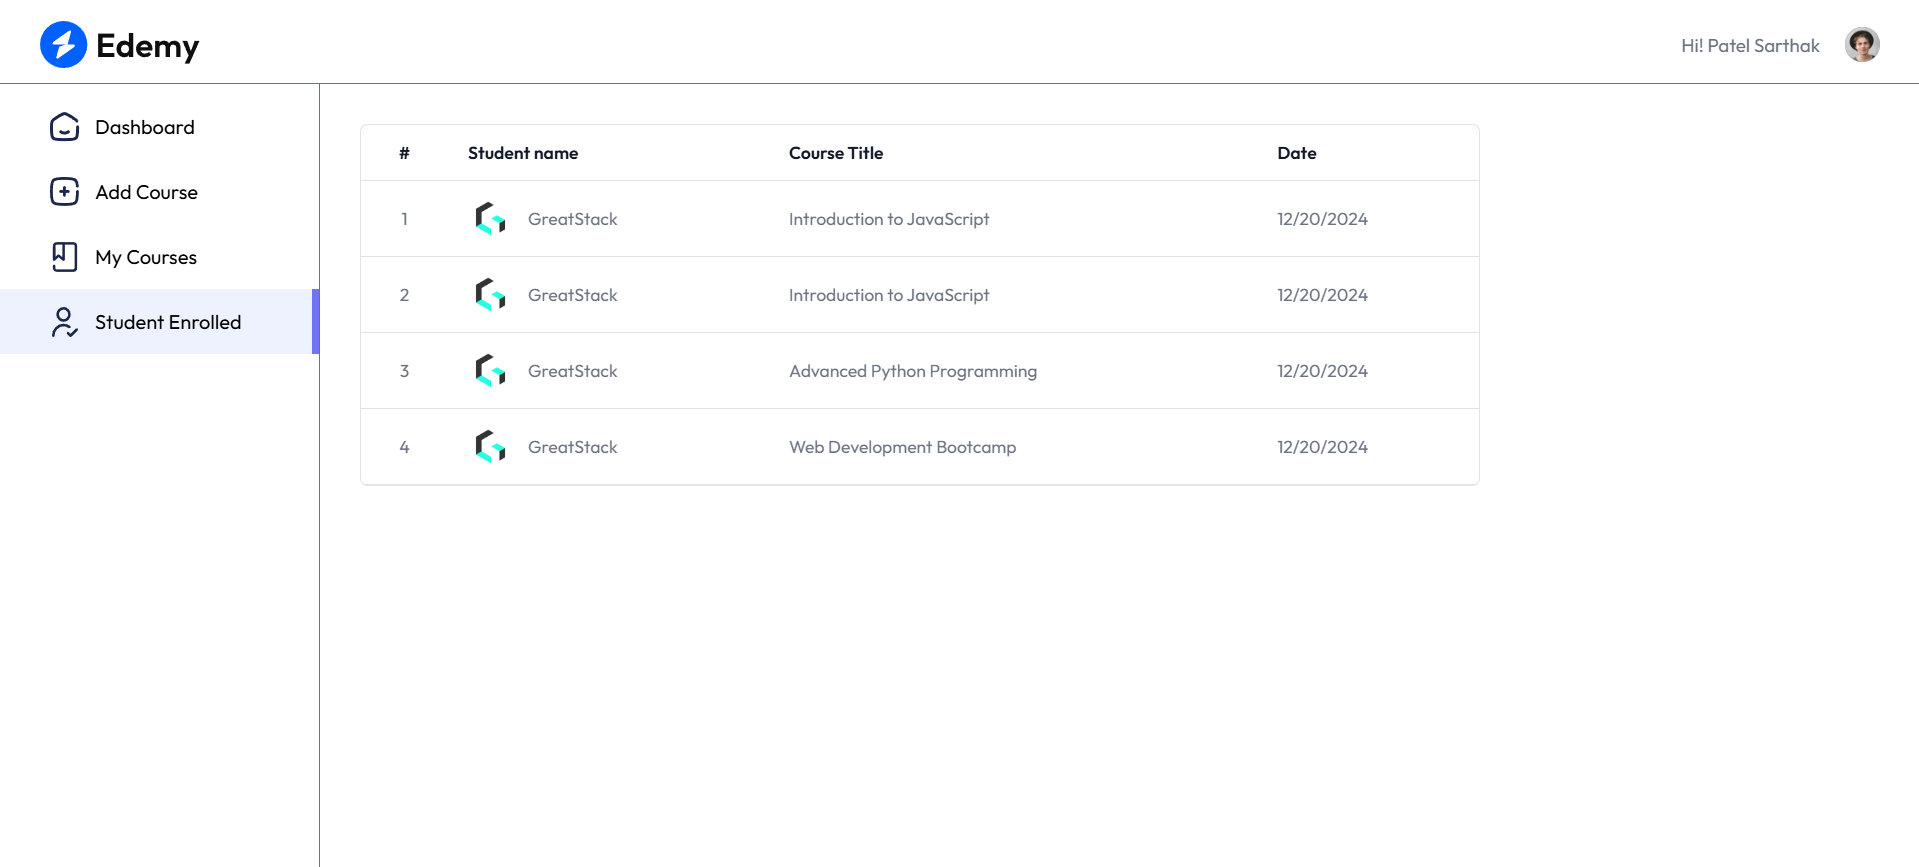 Edemy
Hi! Patel Sarthak
Dashboard
Add Course
My Courses
Student Enrolled
# Student name Course Title Date
1 GreatStack Introduction to JavaScript 12/20/2024
2 GreatStack Introduction to JavaScript 12/20/2024
3 GreatStack Advanced Python Programming 12/20/2024
4 GreatStack Web Development Bootcamp 12/20/2024